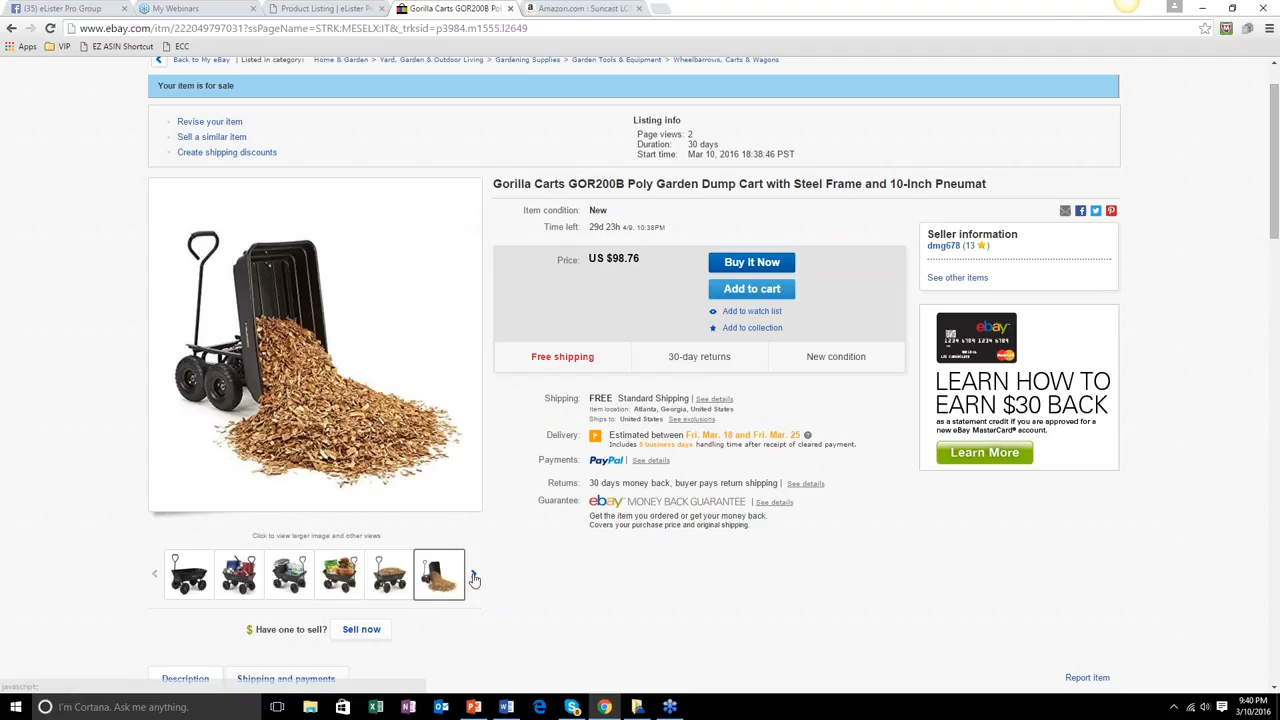 (35) eLister Pro Group
My Webinars
Product Listing | eLister P
Gorilla Carts GOR200B Po
Amazon.com : Suncast LC
www.ebay.com/itm/222049797031?ssPageName=STRK:MESELX:IT&_trksid=p3984.m1555.l2649
Apps
VIP
EZ ASIN Shortcut
ECC
Back to My eBay | Listed in category: Home & Garden > Yard, Garden & Outdoor Living > Gardening Supplies > Garden Tools & Equipment > Wheelbarrows, Carts & Wagons
Your item is for sale
Revise your item
Sell a similar item
Create shipping discounts
Listing info
Page views: 2
Duration: 30 days
Start time: Mar 10, 2016 18:38:46 PST
Gorilla Carts GOR200B Poly Garden Dump Cart with Steel Frame and 10-Inch Pneumat
Item condition: New
Time left: 29d 23h 4/9, 10:38PM
Price: US $98.76
Buy It Now
Add to cart
Add to watch list
Add to collection
Free shipping
30-day returns
New condition
Shipping: FREE Standard Shipping | See details
Item location: Atlanta, Georgia, United States
Ships to: United States See exclusions
Delivery: Estimated between Fri. Mar. 18 and Fri. Mar. 25
Includes 5 business days handling time after receipt of cleared payment.
Payments: PayPal | See details
Returns: 30 days money back, buyer pays return shipping | See details
Guarantee: ebay MONEY BACK GUARANTEE | See details
Get the item you ordered or get your money back.
Covers your purchase price and original shipping.
Seller information
dmg678 (13 )
See other items
ebay
LEARN HOW TO
EARN $30 BACK
as a statement credit if you are approved for a
new eBay MasterCard® account.
Learn More
Click to view larger image and other views
$ Have one to sell? Sell now
Description
Shipping and payments
Report item
javascript:;
I'm Cortana. Ask me anything.
9:40 PM
3/10/2016